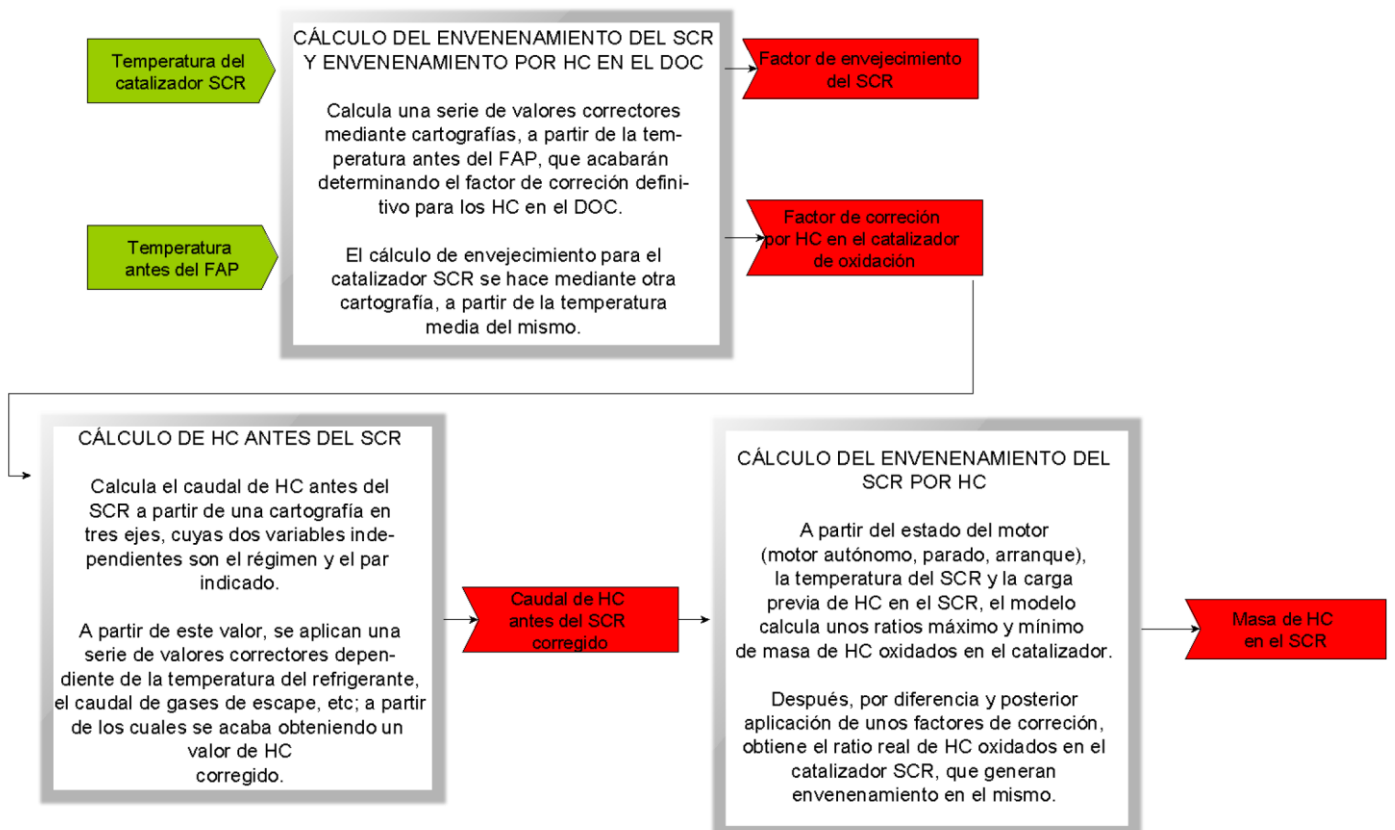 Temperatura del
catalizador SCR
Temperatura
antes del FAP
CÁLCULO DEL ENVENENAMIENTO DEL SCR
Y ENVENENAMIENTO POR HC EN EL DOC
Calcula una serie de valores correctores
mediante cartografías, a partir de la tem-
peratura antes del FAP, que acabarán
determinando el factor de correción defini-
tivo para los HC en el DOC.
El cálculo de envejecimiento para el
catalizador SCR se hace mediante otra
cartografía, a partir de la temperatura
media del mismo.
Factor de envejecimiento
del SCR
Factor de correción
por HC en el catalizador
de oxidación
CÁLCULO DE HC ANTES DEL SCR
Calcula el caudal de HC antes del
SCR a partir de una cartografía en
tres ejes, cuyas dos variables inde-
pendientes son el régimen y el par
indicado.
A partir de este valor, se aplican una
serie de valores correctores depen-
diente de la temperatura del refrigerante,
el caudal de gases de escape, etc; a partir
de los cuales se acaba obteniendo un
valor de HC
corregido.
Caudal de HC
antes del SCR
corregido
CÁLCULO DEL ENVENENAMIENTO DEL
SCR POR HC
A partir del estado del motor
(motor autónomo, parado, arranque),
la temperatura del SCR y la carga
previa de HC en el SCR, el modelo
calcula unos ratios máximo y mínimo
de masa de HC oxidados en el catalizador.
Después, por diferencia y posterior
aplicación de unos factores de correción,
obtiene el ratio real de HC oxidados en el
catalizador SCR, que generan
envenenamiento en el mismo.
Masa de HC
en el SCR